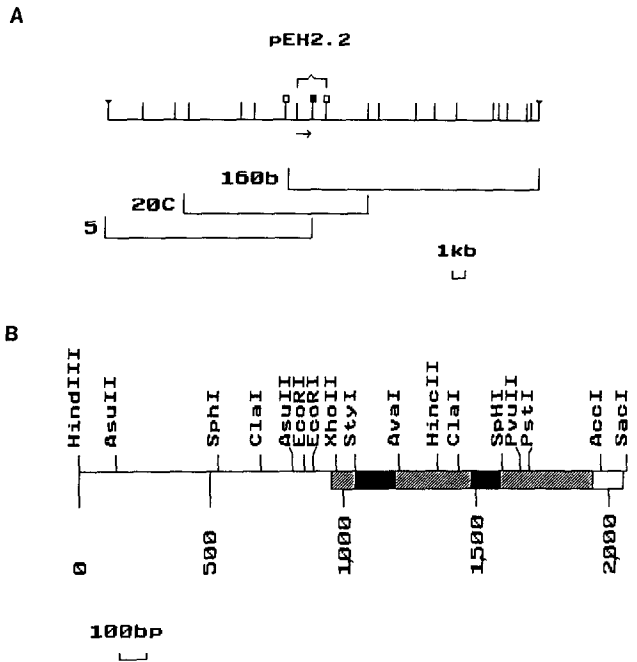 A
pEH2.2
160b
20C
5
1kb
B
HindIII
AsuII
SphI
ClaI
AsuII
EcoRI
EcoRI
XhoII
StyI
AvaI
HincII
ClaI
SpHI
PvuII
PstI
AccI
SacI
0
500
1000
1500
2000
100bp